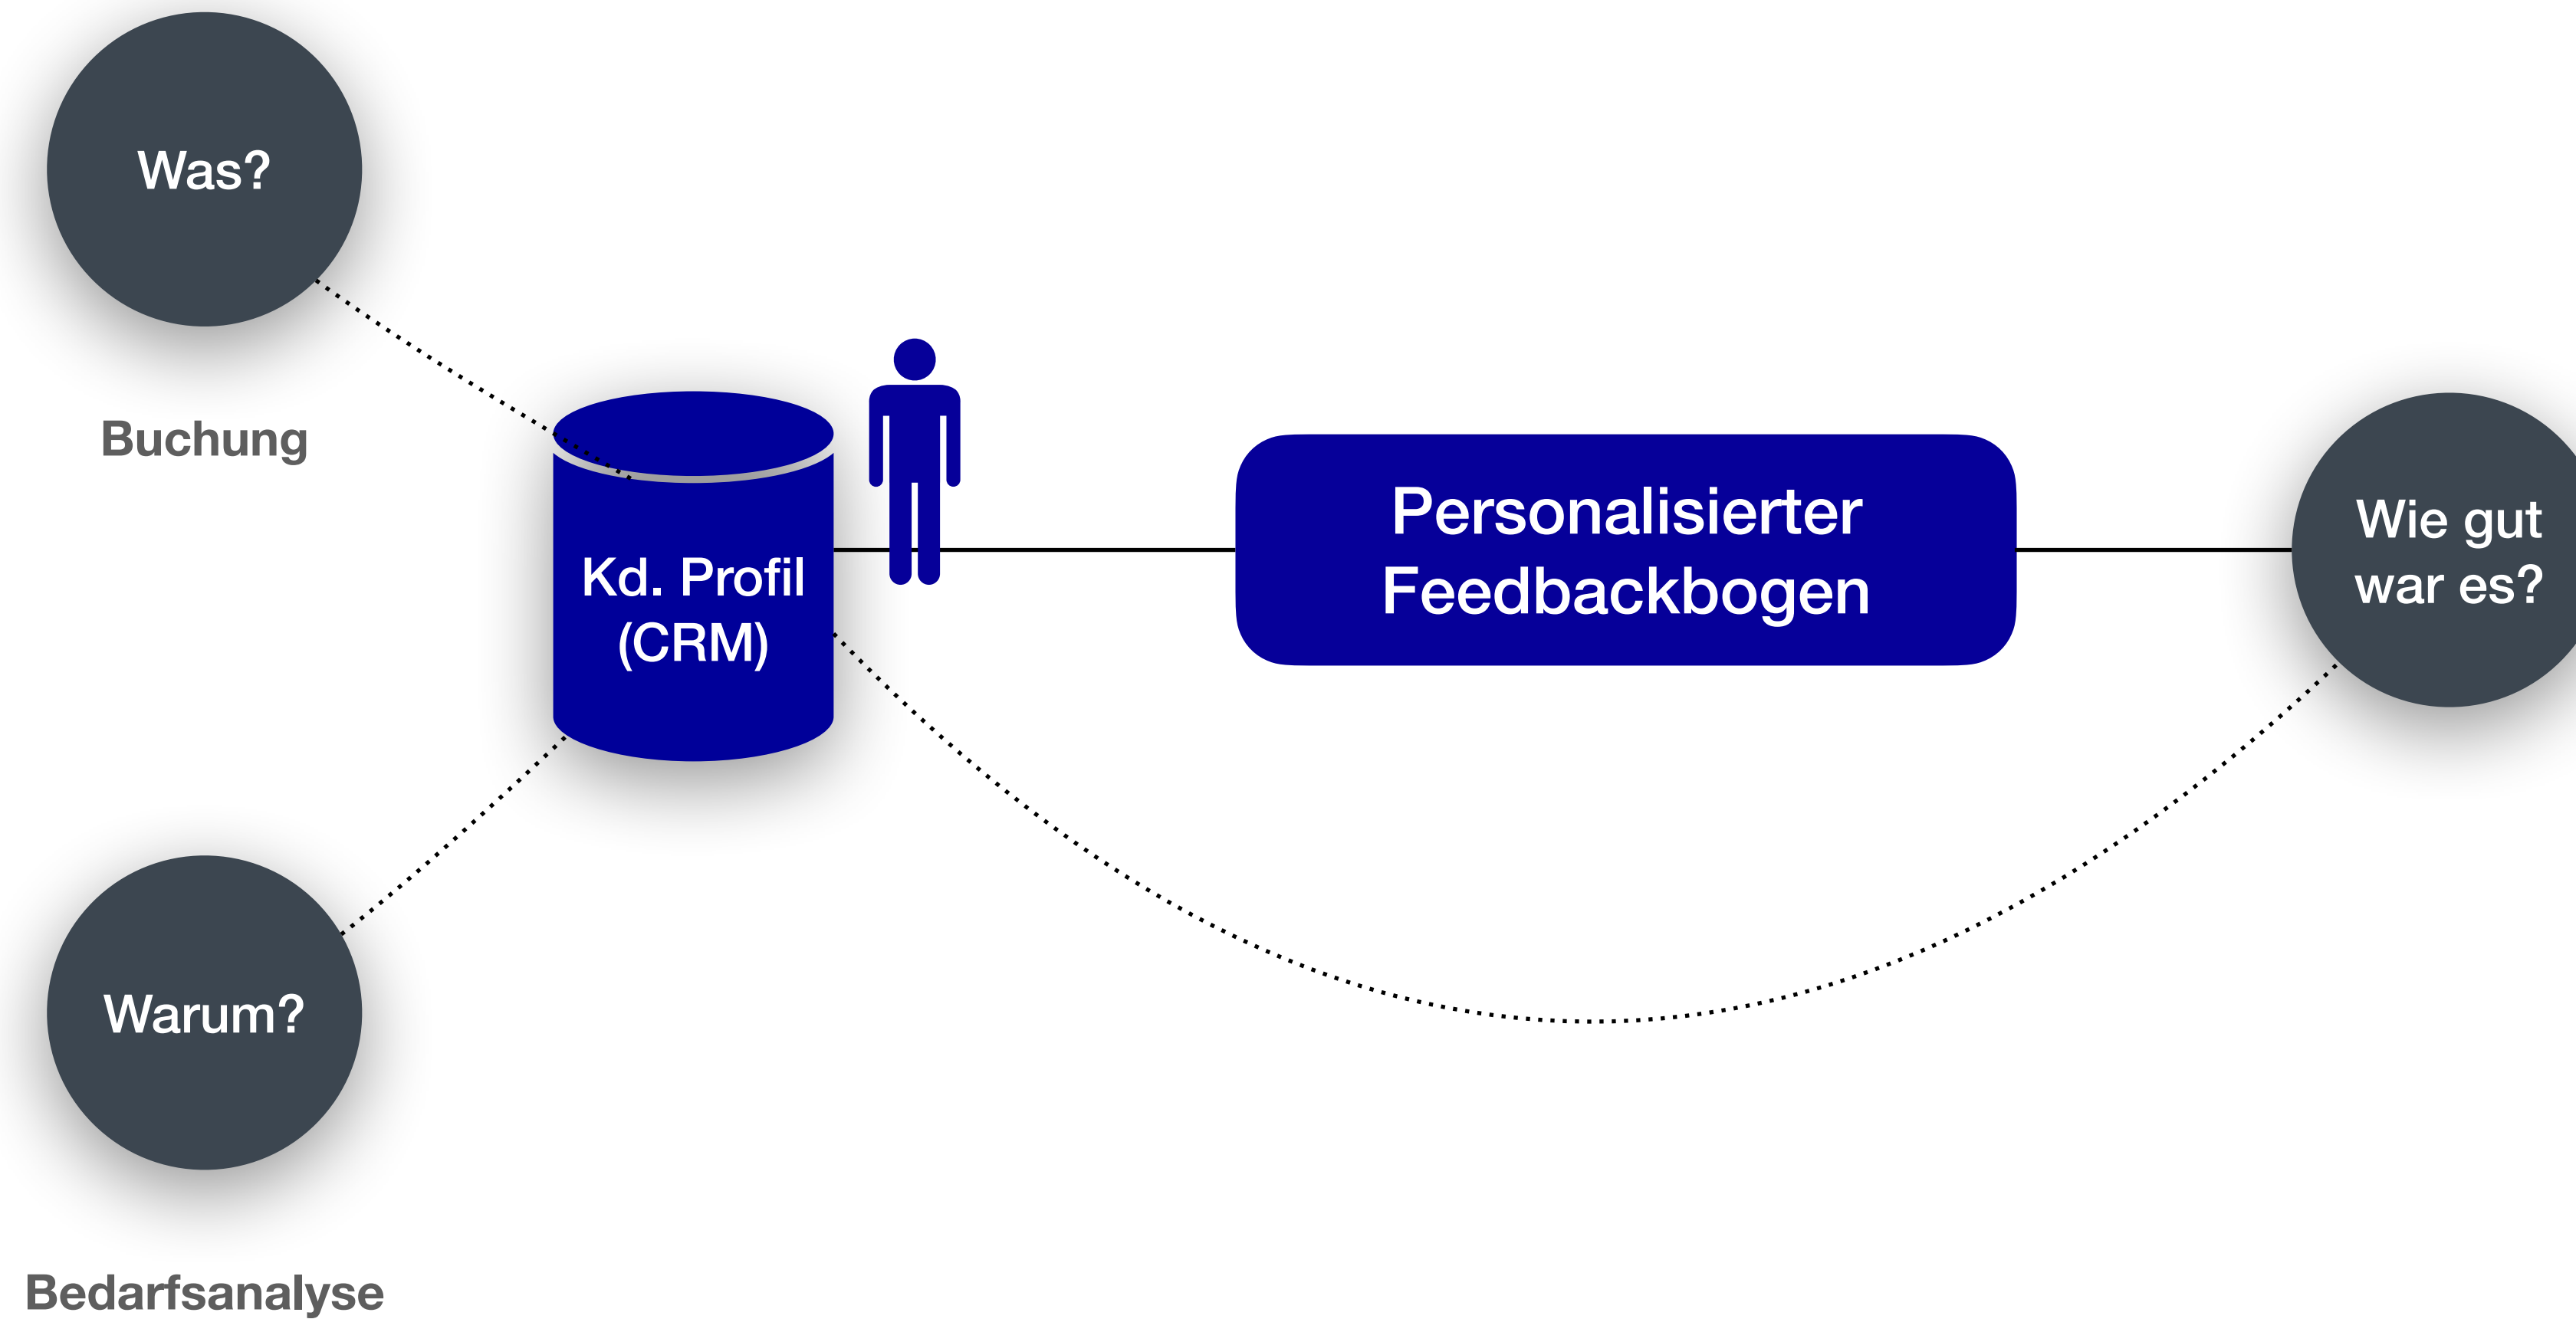 Was?
Buchung
Kd. Profil
(CRM)
Personalisierter
Feedbackbogen
Wie gut
war es?
Warum?
Bedarfsanalyse